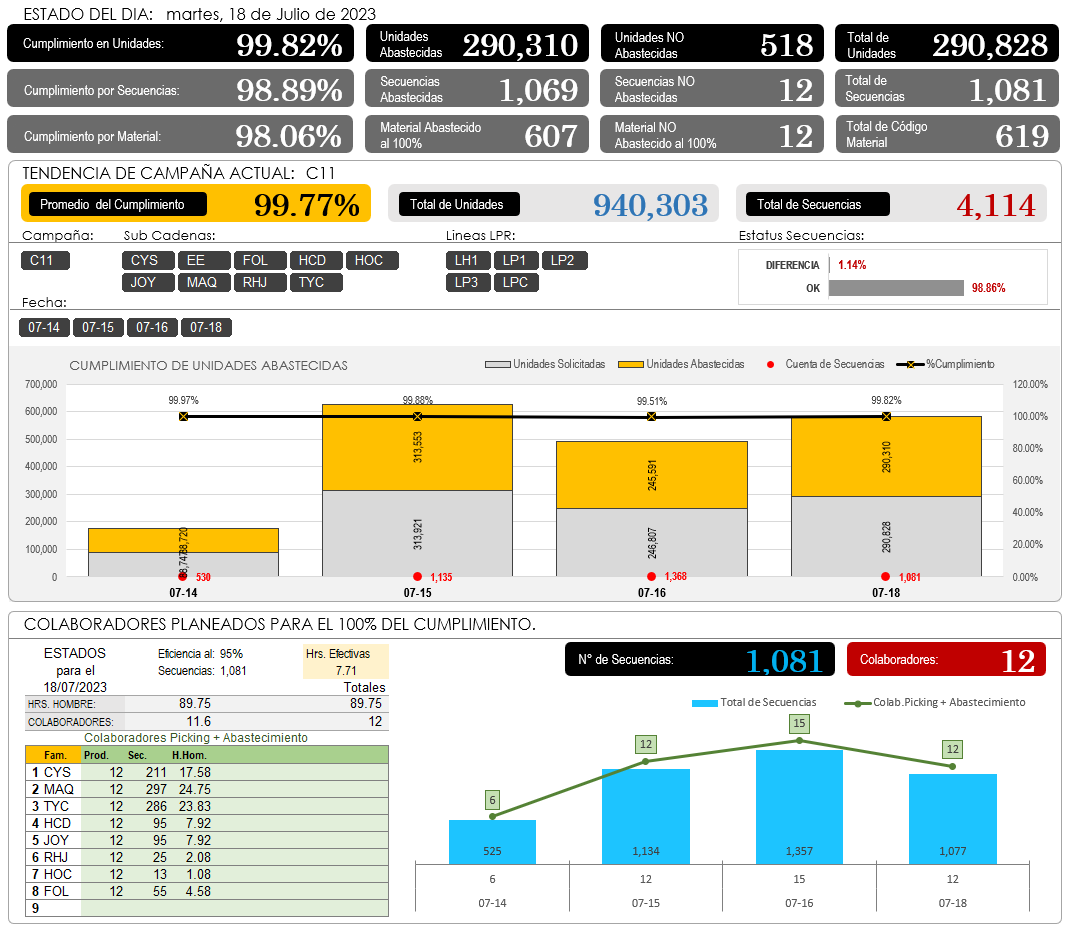 ESTADO DEL DIA: martes, 18 de Julio de 2023
Cumplimiento en Unidades: 99.82%
Unidades Abastecidas 290,310
Unidades NO Abastecidas 518
Total de Unidades 290,828
Cumplimiento por Secuencias: 98.89%
Secuencias Abastecidas 1,069
Secuencias NO Abastecidas 12
Total de Secuencias 1,081
Cumplimiento por Material: 98.06%
Material Abastecido al 100% 607
Material NO Abastecido al 100% 12
Total de Código Material 619
TENDENCIA DE CAMPAÑA ACTUAL: C11
Promedio del Cumplimiento 99.77%
Total de Unidades 940,303
Total de Secuencias 4,114
Campaña: Sub Cadenas: Lineas LPR: Estatus Secuencias:
C11 CYS EE FOL HCD HOC LH1 LP1 LP2
JOY MAQ RHJ TYC LP3 LPC
DIFERENCIA 1.14%
OK 98.86%
Fecha:
07-14 07-15 07-16 07-18
CUMPLIMIENTO DE UNIDADES ABASTECIDAS
Unidades Solicitadas Unidades Abastecidas Cuenta de Secuencias %Cumplimiento
700,000 120.00%
600,000 100.00%
500,000 80.00%
400,000 60.00%
300,000 40.00%
200,000 20.00%
100,000 0.00%
0
99.97% 99.88% 99.51% 99.82%
88,720 313,553 245,591 290,310
88,747 313,921 246,807 290,828
530 1,135 1,368 1,081
07-14 07-15 07-16 07-18
COLABORADORES PLANEADOS PARA EL 100% DEL CUMPLIMIENTO.
ESTADOS Eficiencia al: 95% Hrs. Efectivas
para el Secuencias: 1,081 7.71
18/07/2023 Totales
HRS. HOMBRE: 89.75 89.75
COLABORADORES: 11.6 12
Colaboradores Picking + Abastecimiento
Fam. Prod. Sec. H.Hom.
1 CYS 12 211 17.58
2 MAQ 12 297 24.75
3 TYC 12 286 23.83
4 HCD 12 95 7.92
5 JOY 12 95 7.92
6 RHJ 12 25 2.08
7 HOC 12 13 1.08
8 FOL 12 55 4.58
9
N° de Secuencias: 1,081
Colaboradores: 12
Total de Secuencias Colab.Picking + Abastecimiento
6 12 15 12
525 1,134 1,357 1,077
6 12 15 12
07-14 07-15 07-16 07-18